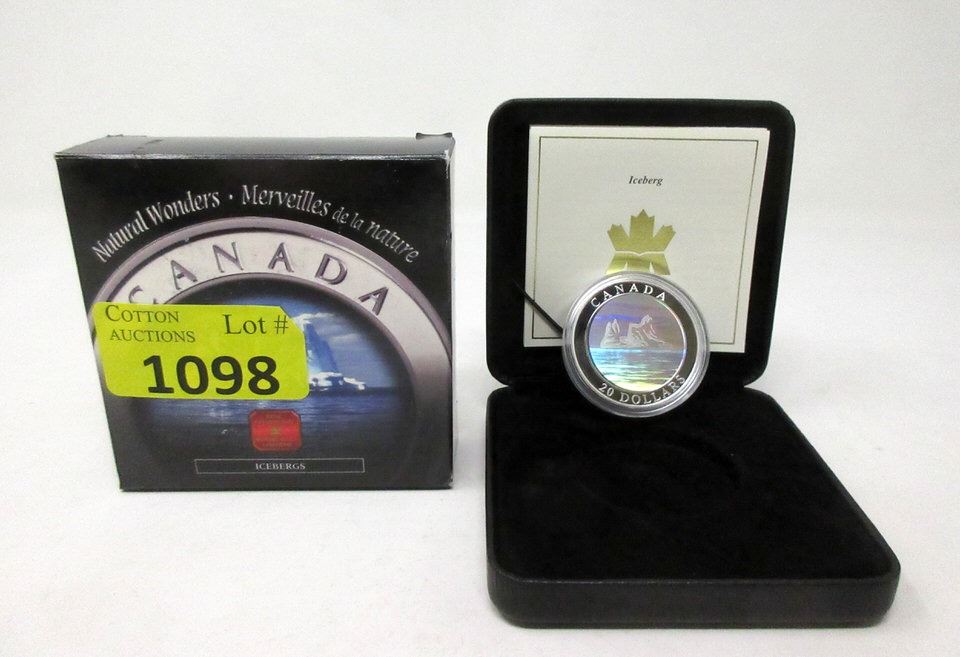 Natural Wonders · Merveilles de la nature
CANADA
COTTON
AUCTIONS
Lot #
1098
ICEBERGS
Iceberg
CANADA
20 DOLLARS